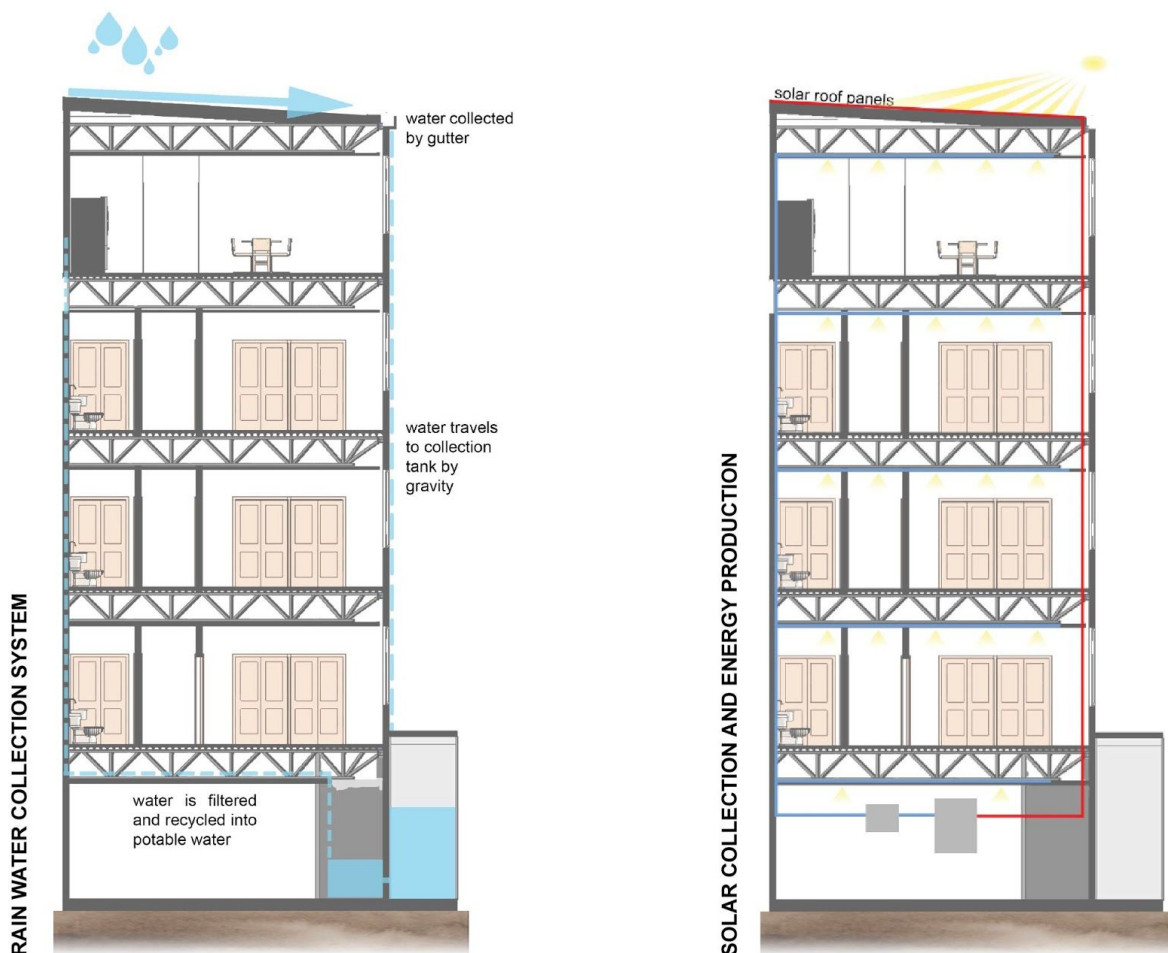 RAIN WATER COLLECTION SYSTEM
water collected
by gutter
water travels
to collection
tank by
gravity
water is filtered
and recycled into
potable water
SOLAR COLLECTION AND ENERGY PRODUCTION
solar roof panels